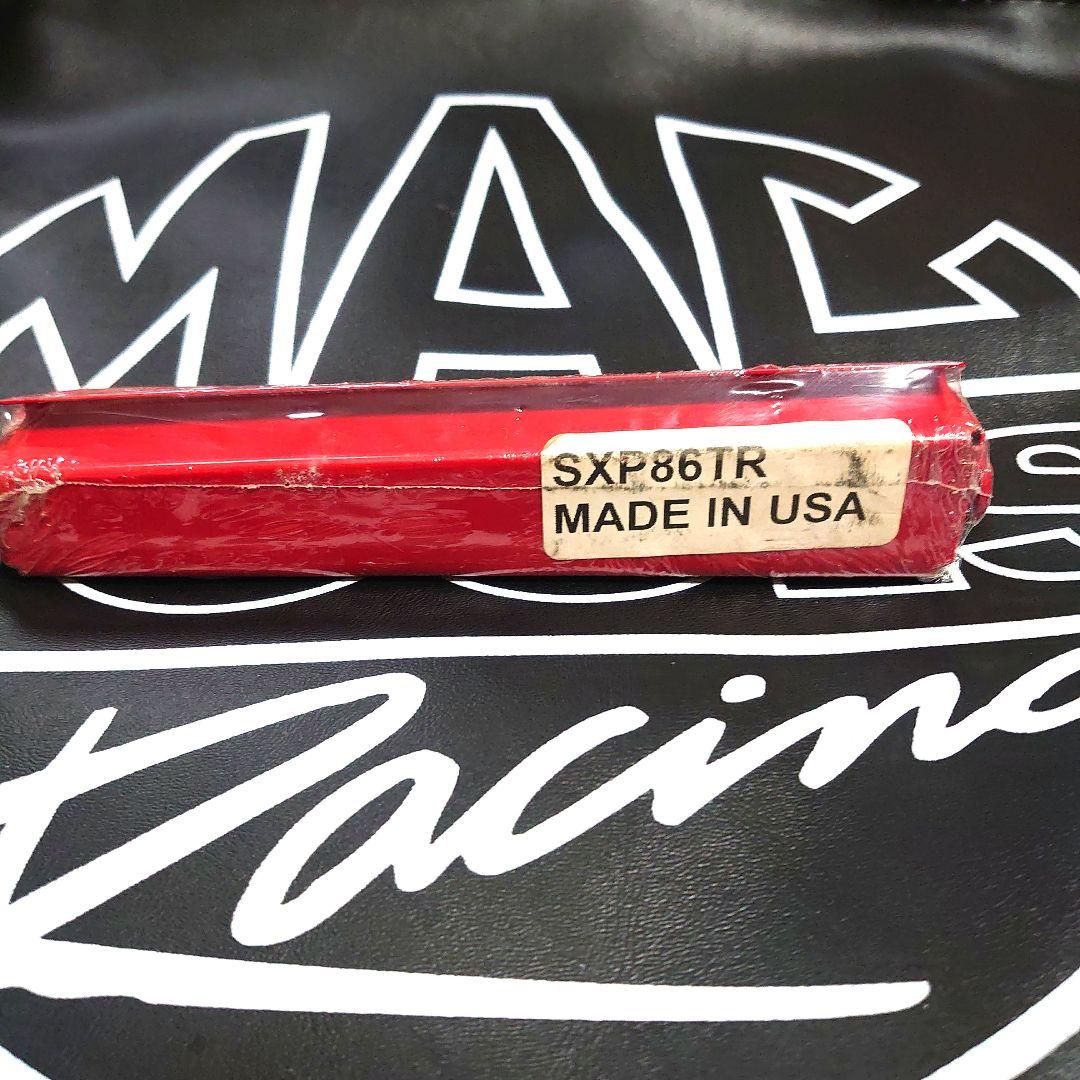 MAC
SXP86TR
MADE IN USA
Racing